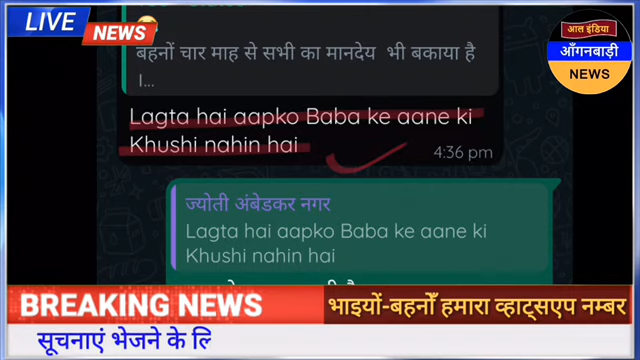 LIVE NEWS
आल इंडिया
आँगनबाड़ी
NEWS
बहनों चार माह से सभी का मानदेय भी बकाया है
I...
Lagta hai aapko Baba ke aane ki
Khushi nahin hai
4:36 pm
ज्योती अंबेडकर नगर
Lagta hai aapko Baba ke aane ki
Khushi nahin hai
BREAKING NEWS
भाइयों-बहनोँ हमारा व्हाट्सएप नम्बर
सूचनाएं भेजने के लि